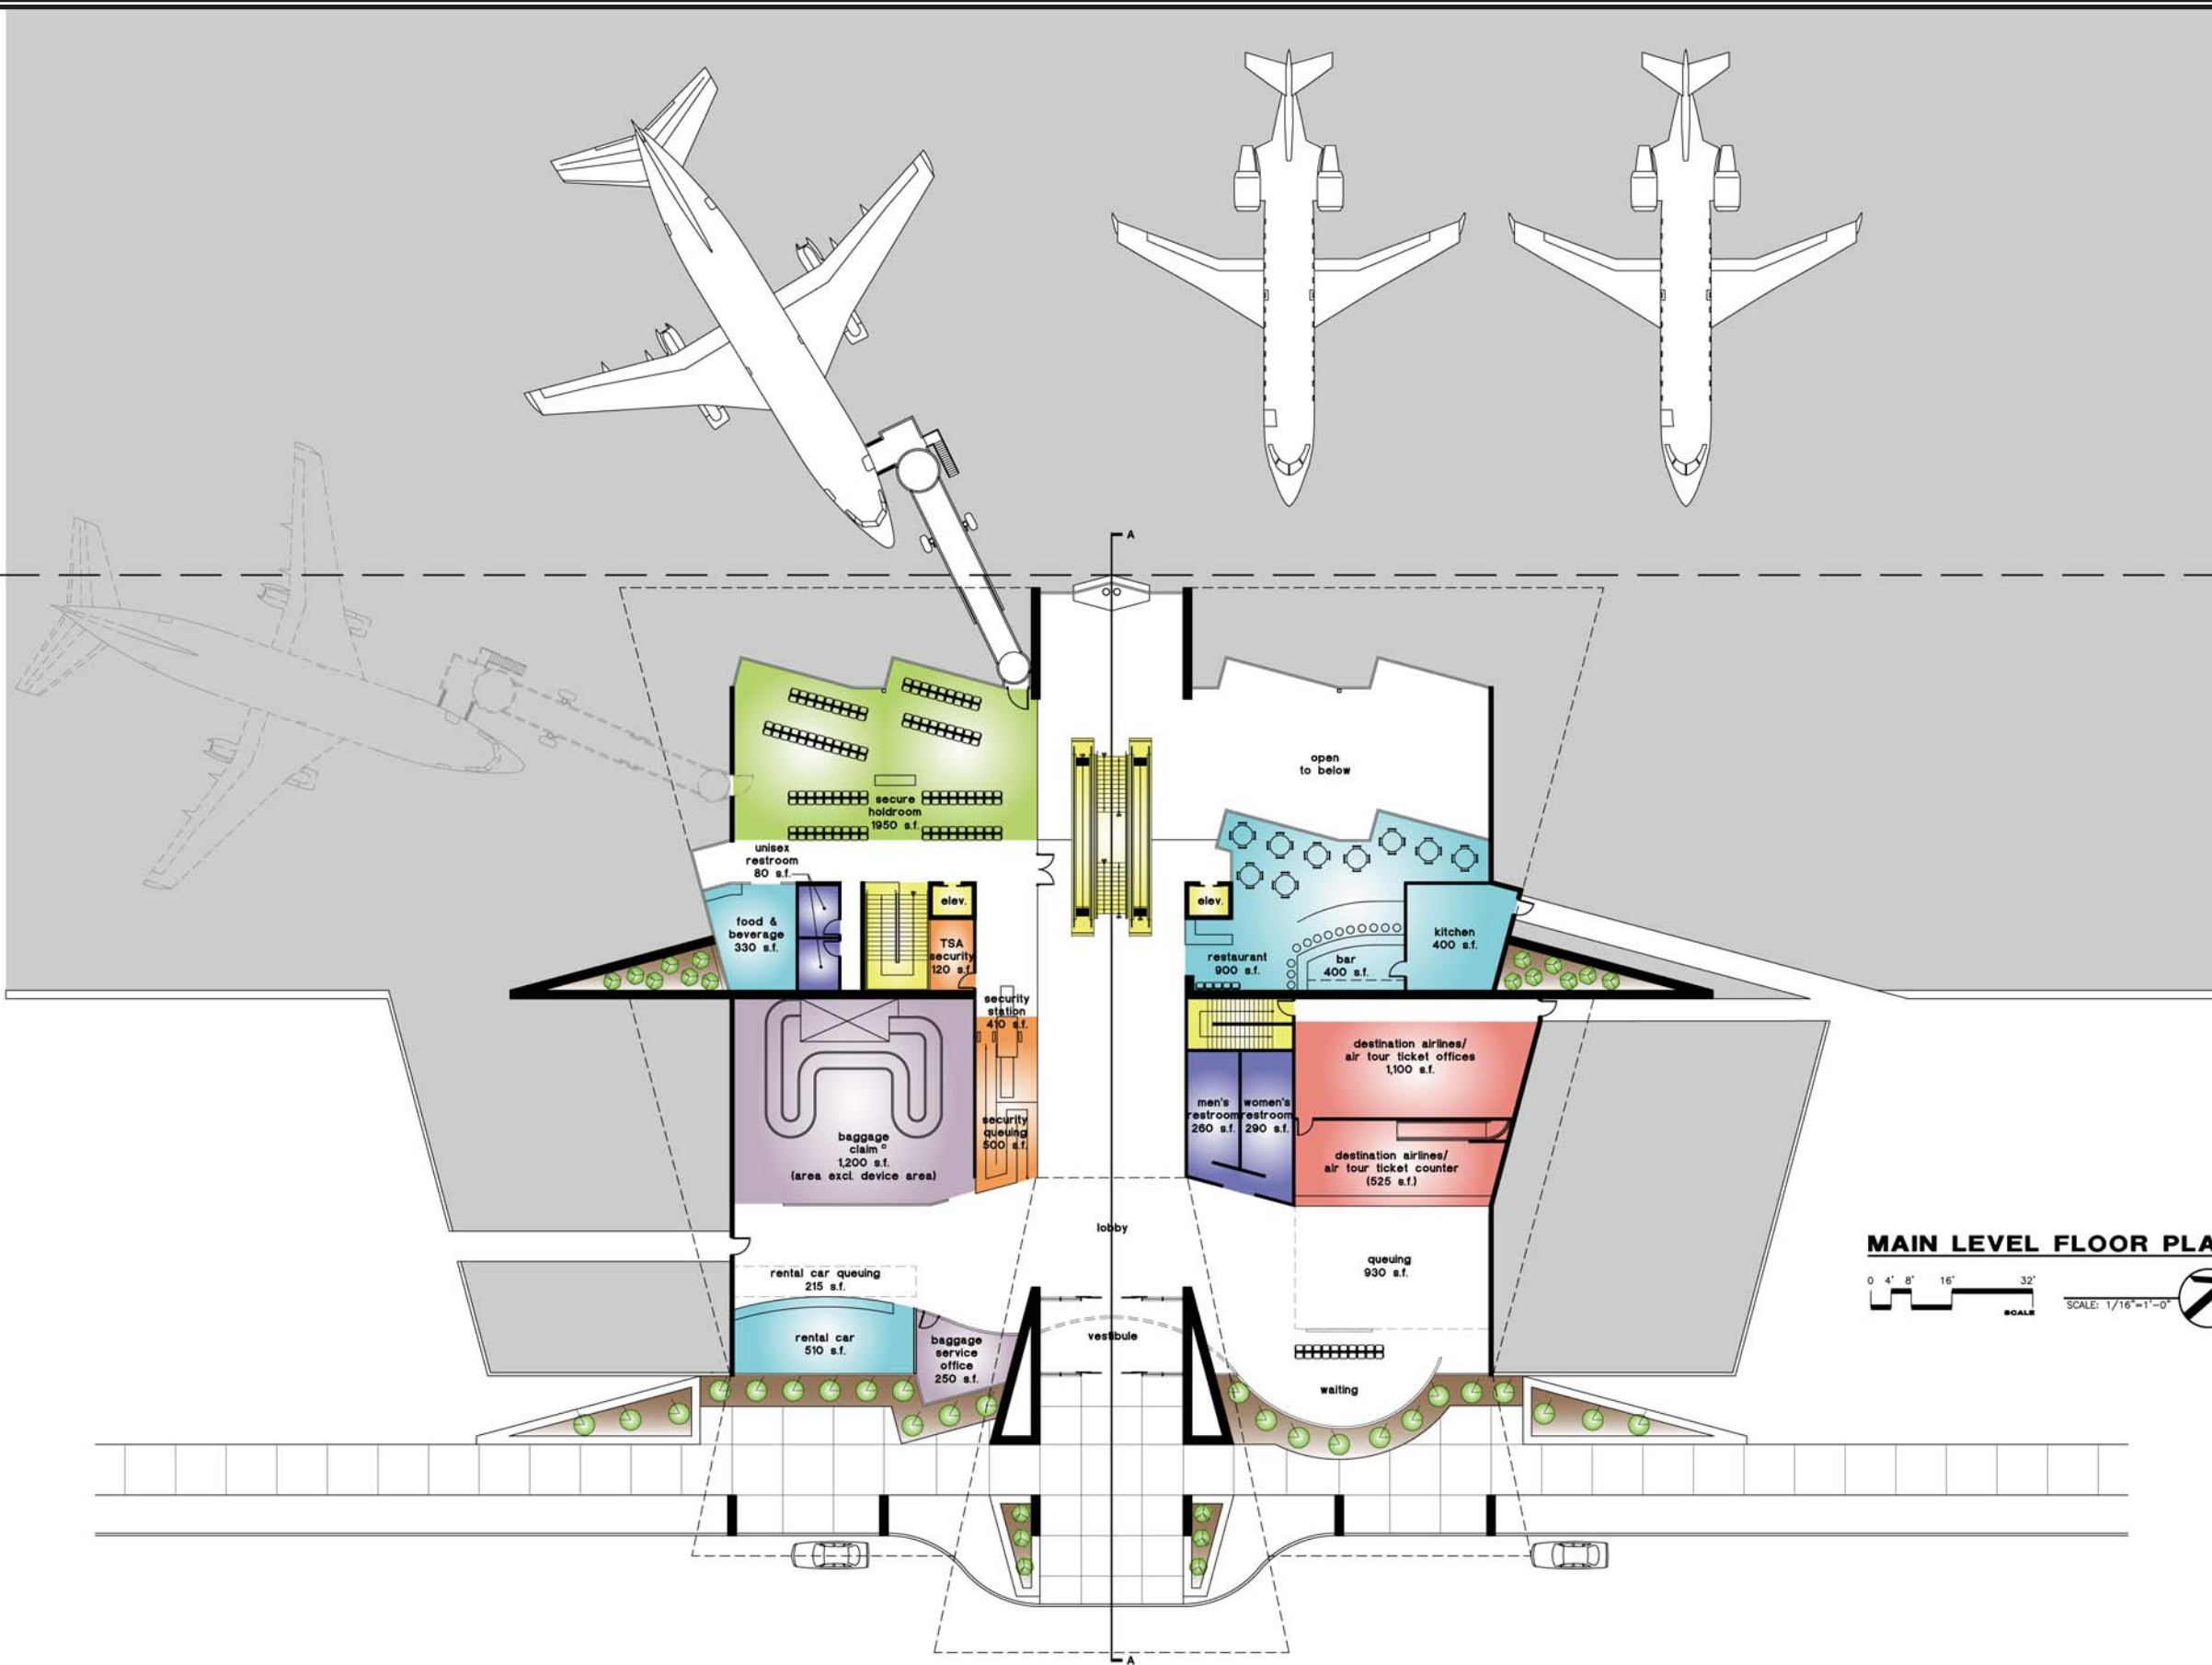 A
open
to below
secure
holdroom
1950 s.f.
unisex
restroom
80 s.f.
elev.
elev.
food &
beverage
330 s.f.
TSA
security
120 s.f.
restaurant
900 s.f.
bar
400 s.f.
kitchen
400 s.f.
security
station
410 s.f.
destination airlines/
air tour ticket offices
1,100 s.f.
men's
restroom
260 s.f.
women's
restroom
290 s.f.
security
queuing
500 s.f.
baggage
claim
1,200 s.f.
(area excl. device area)
destination airlines/
air tour ticket counter
(525 s.f.)
lobby
queuing
930 s.f.
rental car queuing
215 s.f.
rental car
510 s.f.
baggage
service
office
250 s.f.
vestibule
waiting
MAIN LEVEL FLOOR PLA
0 4' 8' 16' 32'
SCALE
SCALE: 1/16"=1'-0"
A